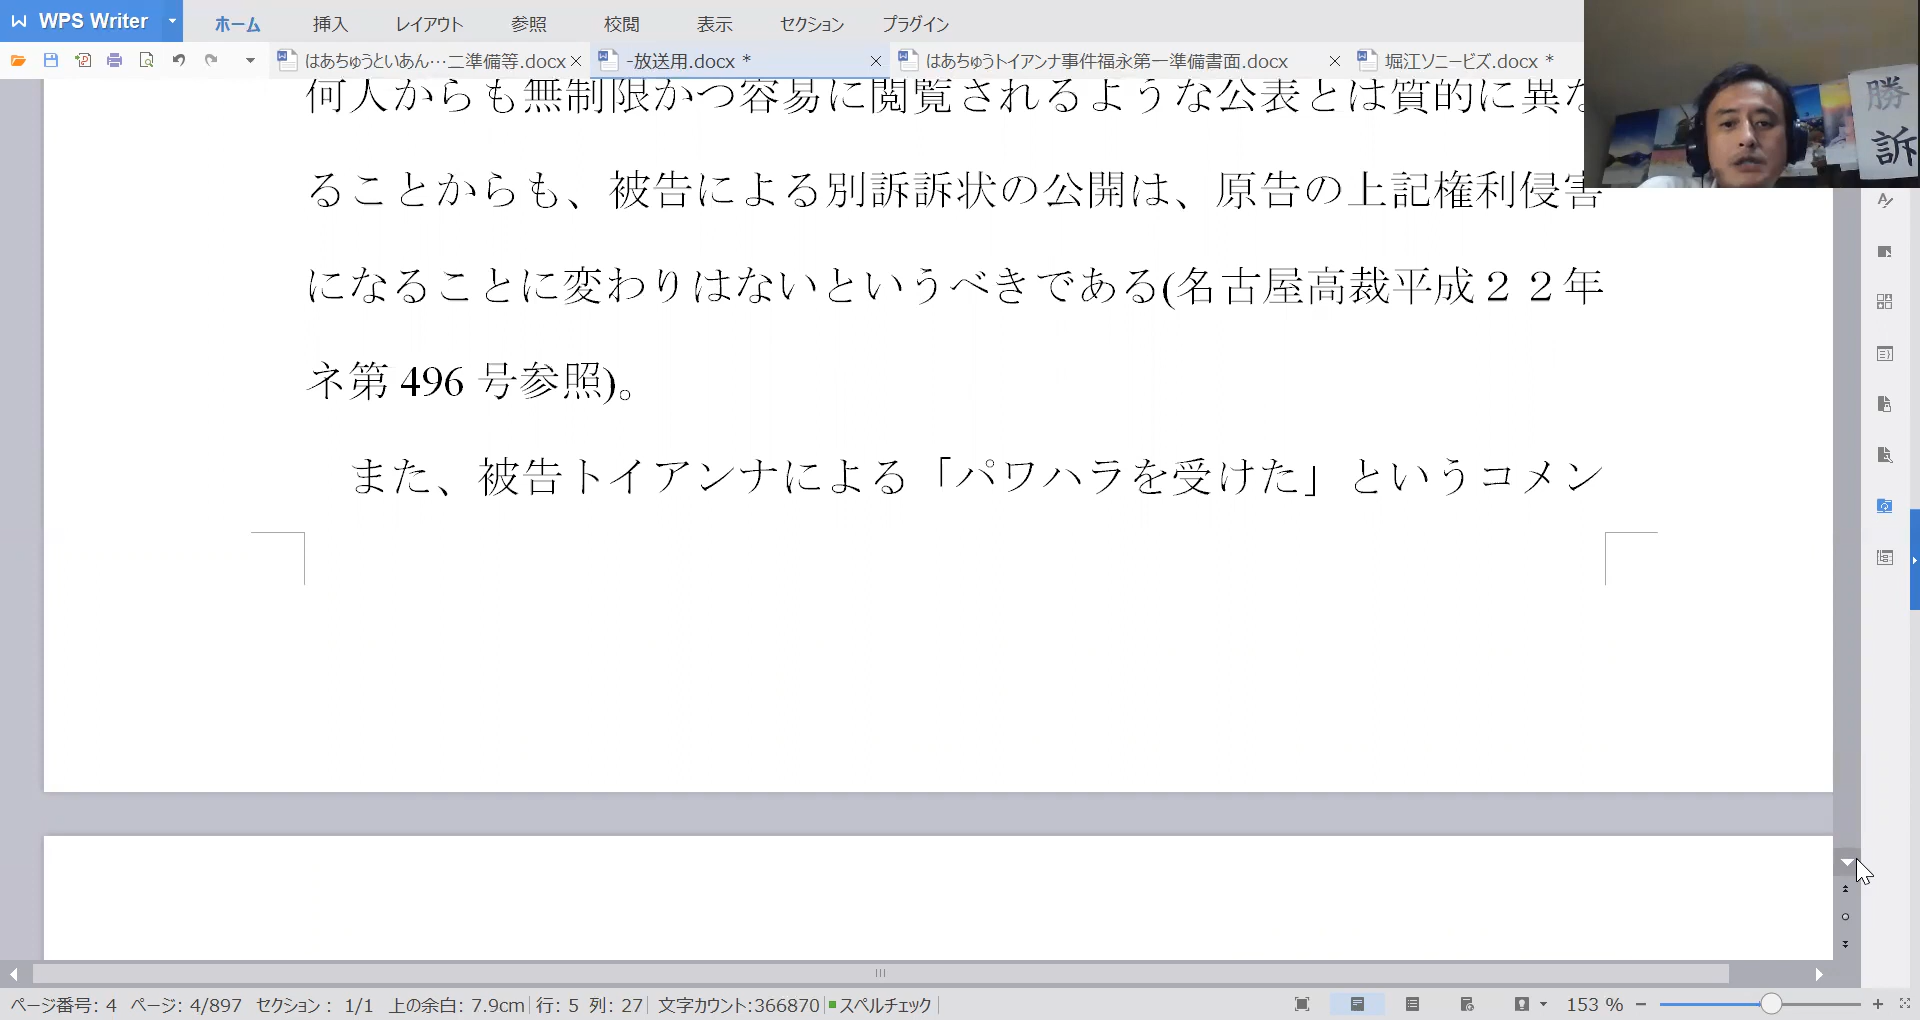 WPS Writer
ホーム 挿入 レイアウト 参照 校閲 表示 セクション プラグイン
はあちゅうといあん…二準備等.docx
-放送用.docx *
はあちゅうトイアンナ事件福永第一準備書面.docx
堀江ソニービズ.docx *
勝
訴
何人からも無制限かつ容易に閲覧されるような公表とは質的に異な
ることからも、被告による別訴訴状の公開は、原告の上記権利侵害
になることに変わりはないというべきである(名古屋高裁平成２２年
ネ第 496 号参照)。
また、被告トイアンナによる「パワハラを受けた」というコメン
ページ番号: 4 ページ: 4/897 セクション : 1/1 上の余白: 7.9cm 行: 5 列: 27 文字カウント:366870 スペルチェック
153 %